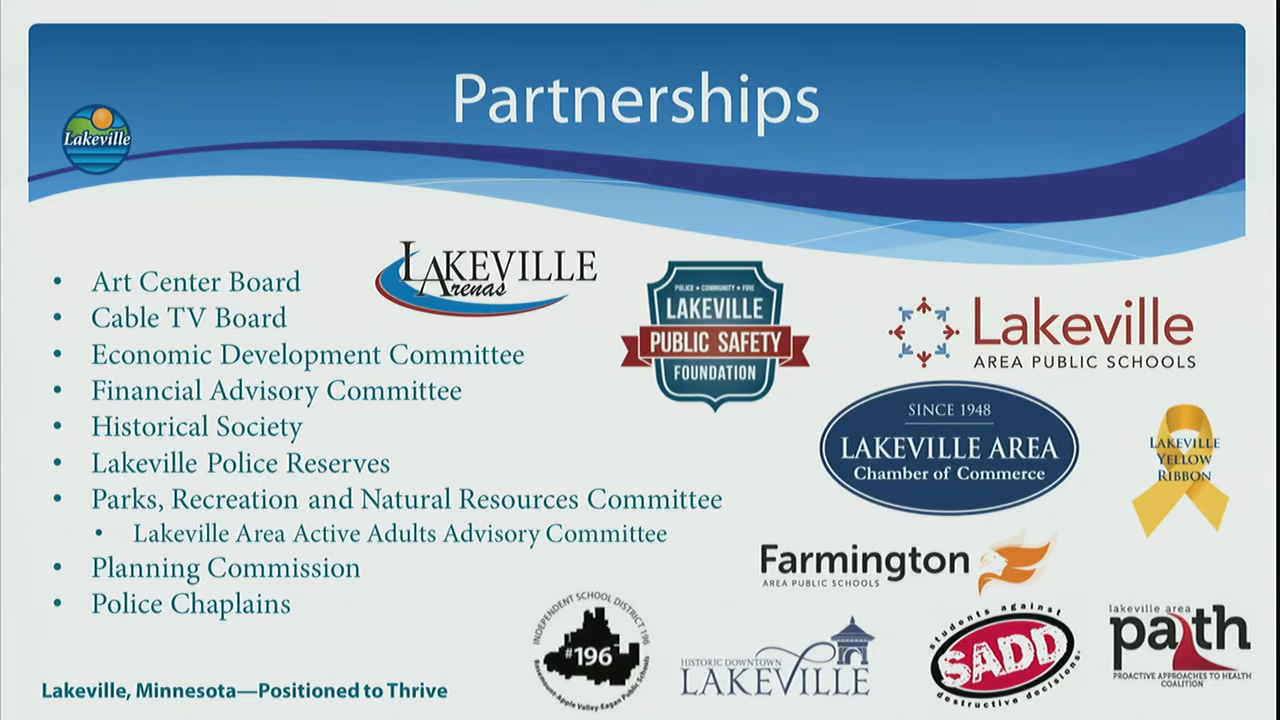 Partnerships
Lakeville
• Art Center Board
• Cable TV Board
• Economic Development Committee
• Financial Advisory Committee
• Historical Society
• Lakeville Police Reserves
• Parks, Recreation and Natural Resources Committee
• Lakeville Area Active Adults Advisory Committee
• Planning Commission
• Police Chaplains
LAKEVILLE
Arenas
POLICE • COMMUNITY • FIRE
LAKEVILLE
PUBLIC SAFETY
FOUNDATION
Lakeville
AREA PUBLIC SCHOOLS
SINCE 1948
LAKEVILLE AREA
Chamber of Commerce
LAKEVILLE
YELLOW
RIBBON
Farmington
AREA PUBLIC SCHOOLS
INDEPENDENT SCHOOL DISTRICT 196
#196
Rosemount-Apple Valley-Eagan Public Schools
HISTORIC DOWNTOWN
LAKEVILLE
students against
SADD
destructive decisions
lakeville area
path
PROACTIVE APPROACHES TO HEALTH
COALITION
Lakeville, Minnesota—Positioned to Thrive